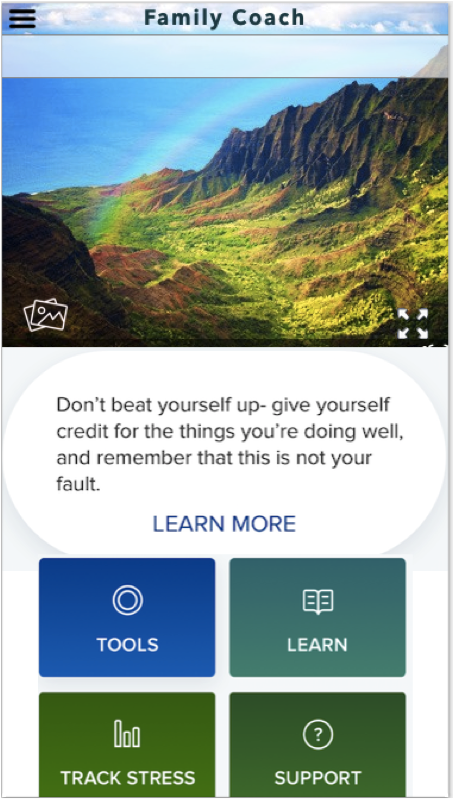 Family Coach
Don't beat yourself up- give yourself
credit for the things you're doing well,
and remember that this is not your
fault.
LEARN MORE
TOOLS
LEARN
TRACK STRESS
SUPPORT